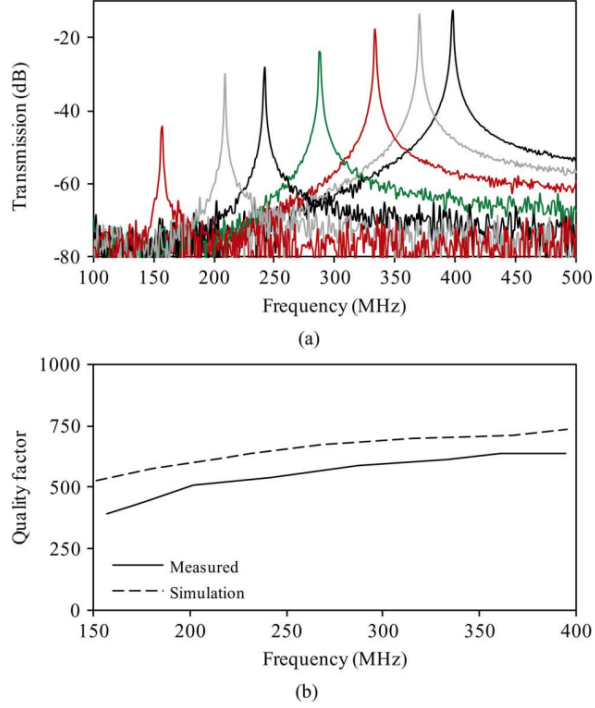 -20
-40
-60
-80
Transmission (dB)
100 150 200 250 300 350 400 450 500
Frequency (MHz)
(a)
1000
750
500
250
0
Quality factor
Measured
Simulation
150 200 250 300 350 400
Frequency (MHz)
(b)